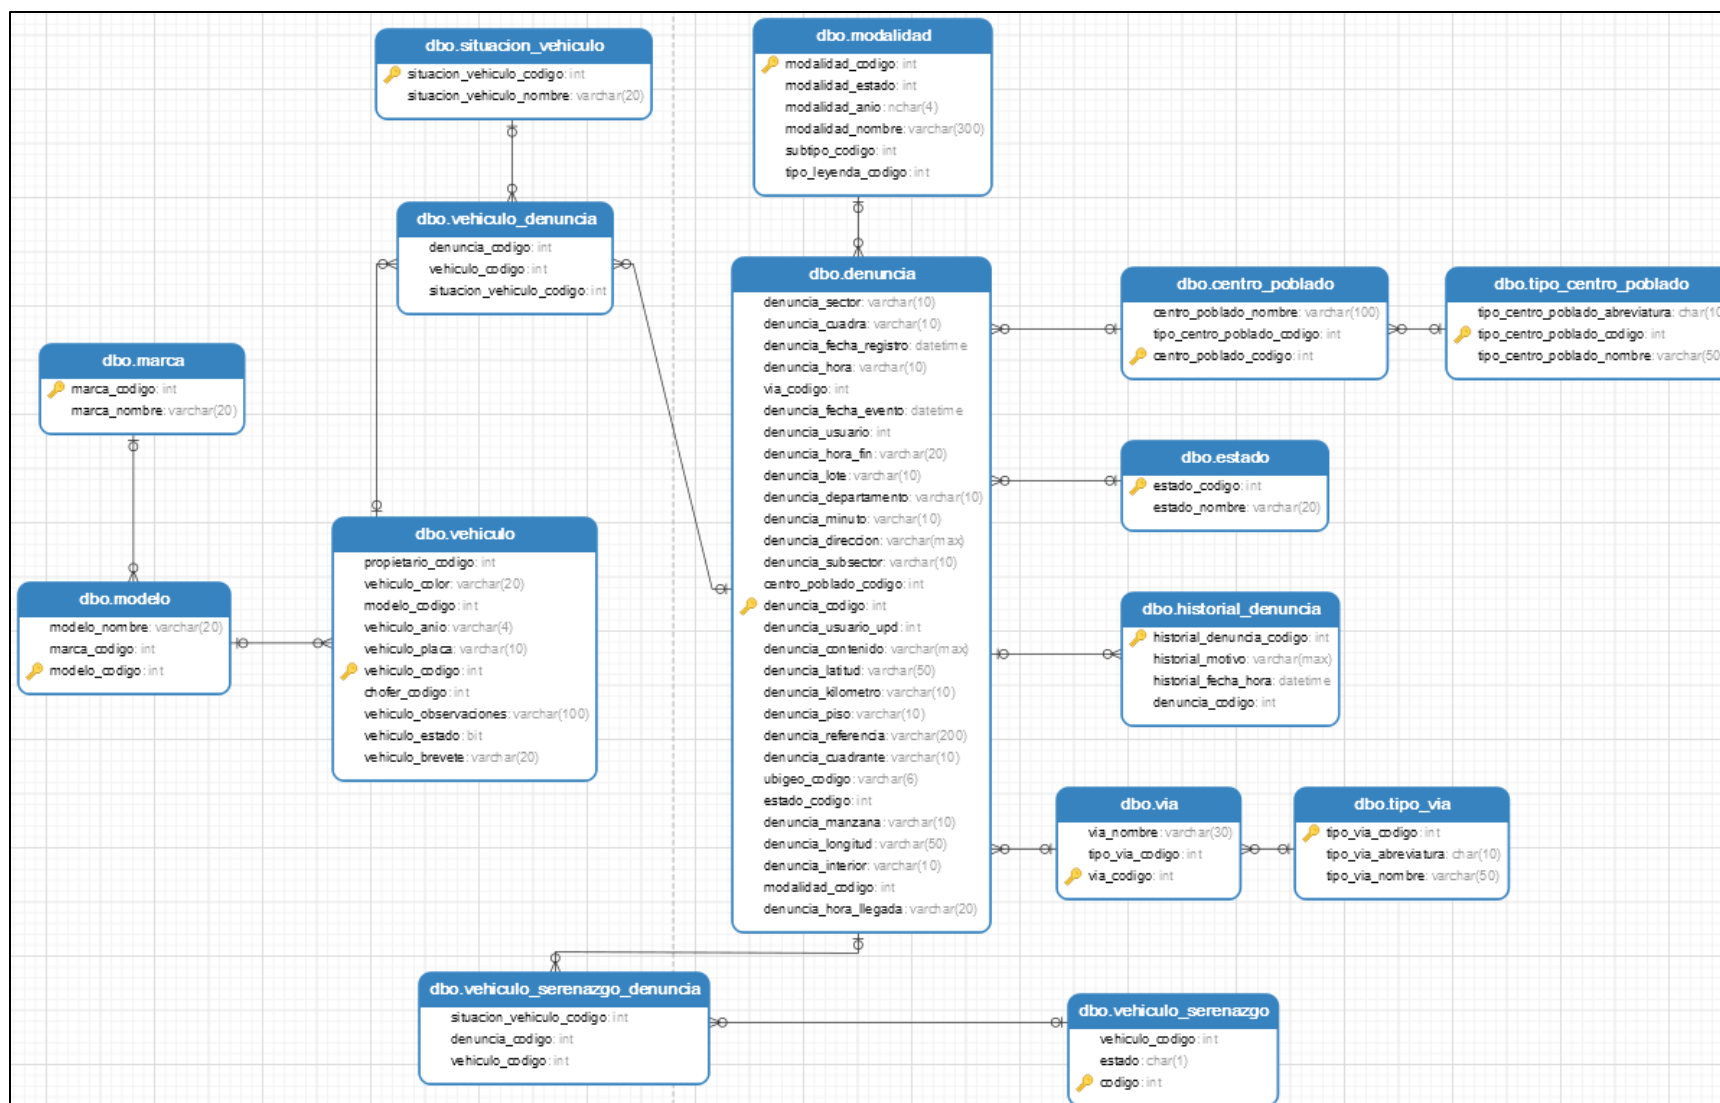 dbo.situacion_vehiculo
situacion_vehiculo_codigo: int
situacion_vehiculo_nombre: varchar(20)
dbo.modalidad
modalidad_codigo: int
modalidad_estado: int
modalidad_anio: nchar(4)
modalidad_nombre: varchar(300)
subtipo_codigo: int
tipo_leyenda_codigo: int
dbo.vehiculo_denuncia
denuncia_codigo: int
vehiculo_codigo: int
situacion_vehiculo_codigo: int
dbo.marca
marca_codigo: int
marca_nombre: varchar(20)
dbo.modelo
modelo_nombre: varchar(20)
marca_codigo: int
modelo_codigo: int
dbo.vehiculo
propietario_codigo: int
vehiculo_color: varchar(20)
modelo_codigo: int
vehiculo_anio: varchar(4)
vehiculo_placa: varchar(10)
vehiculo_codigo: int
chofer_codigo: int
vehiculo_observaciones: varchar(100)
vehiculo_estado: bit
vehiculo_brevete: varchar(20)
dbo.denuncia
denuncia_sector: varchar(10)
denuncia_cuadra: varchar(10)
denuncia_fecha_registro: datetime
denuncia_hora: varchar(10)
via_codigo: int
denuncia_fecha_evento: datetime
denuncia_usuario: int
denuncia_hora_fin: varchar(20)
denuncia_lote: varchar(10)
denuncia_departamento: varchar(10)
denuncia_minuto: varchar(10)
denuncia_direccion: varchar(max)
denuncia_subsector: varchar(10)
centro_poblado_codigo: int
denuncia_codigo: int
denuncia_usuario_upd: int
denuncia_contenido: varchar(max)
denuncia_latitud: varchar(50)
denuncia_kilometro: varchar(10)
denuncia_piso: varchar(10)
denuncia_referencia: varchar(200)
denuncia_cuadrante: varchar(10)
ubigeo_codigo: varchar(6)
estado_codigo: int
denuncia_manzana: varchar(10)
denuncia_longitud: varchar(50)
denuncia_interior: varchar(10)
modalidad_codigo: int
denuncia_hora_llegada: varchar(20)
dbo.centro_poblado
centro_poblado_nombre: varchar(100)
tipo_centro_poblado_codigo: int
centro_poblado_codigo: int
dbo.tipo_centro_poblado
tipo_centro_poblado_abreviatura: char(10
tipo_centro_poblado_codigo: int
tipo_centro_poblado_nombre: varchar(50
dbo.estado
estado_codigo: int
estado_nombre: varchar(20)
dbo.historial_denuncia
historial_denuncia_codigo: int
historial_motivo: varchar(max)
historial_fecha_hora: datetime
denuncia_codigo: int
dbo.via
via_nombre: varchar(30)
tipo_via_codigo: int
via_codigo: int
dbo.tipo_via
tipo_via_codigo: int
tipo_via_abreviatura: char(10)
tipo_via_nombre: varchar(50)
dbo.vehiculo_serenazgo_denuncia
situacion_vehiculo_codigo: int
denuncia_codigo: int
vehiculo_codigo: int
dbo.vehiculo_serenazgo
vehiculo_codigo: int
estado: char(1)
codigo: int